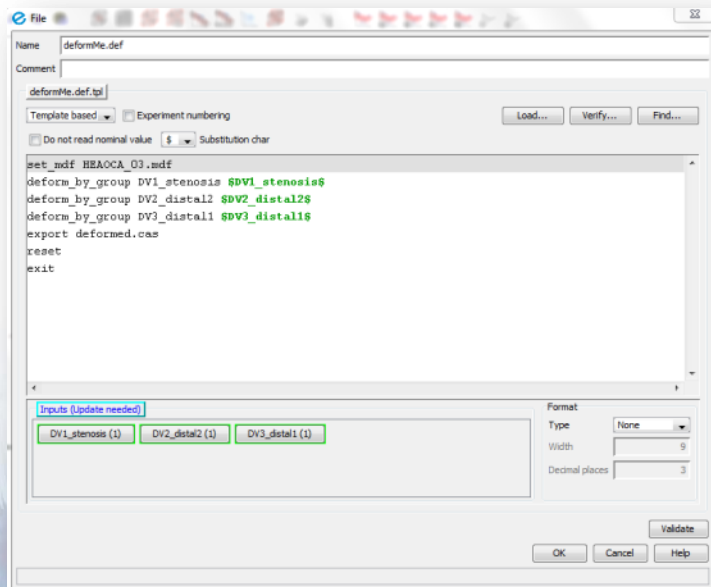 File
Name deformMe.def
Comment
deformMe.def.tpl
Template based Experiment numbering Load... Verify... Find...
Do not read nominal value $ Substitution char
set_mdf HEAOCA_03.mdf
deform_by_group DV1_stenosis $DV1_stenosis$
deform_by_group DV2_distal2 $DV2_distal2$
deform_by_group DV3_distal1 $DV3_distal1$
export deformed.cas
reset
exit
Inputs (Update needed)
DV1_stenosis (1) DV2_distal2 (1) DV3_distal1 (1)
Format
Type None
Width 9
Decimal places 3
Validate
OK Cancel Help